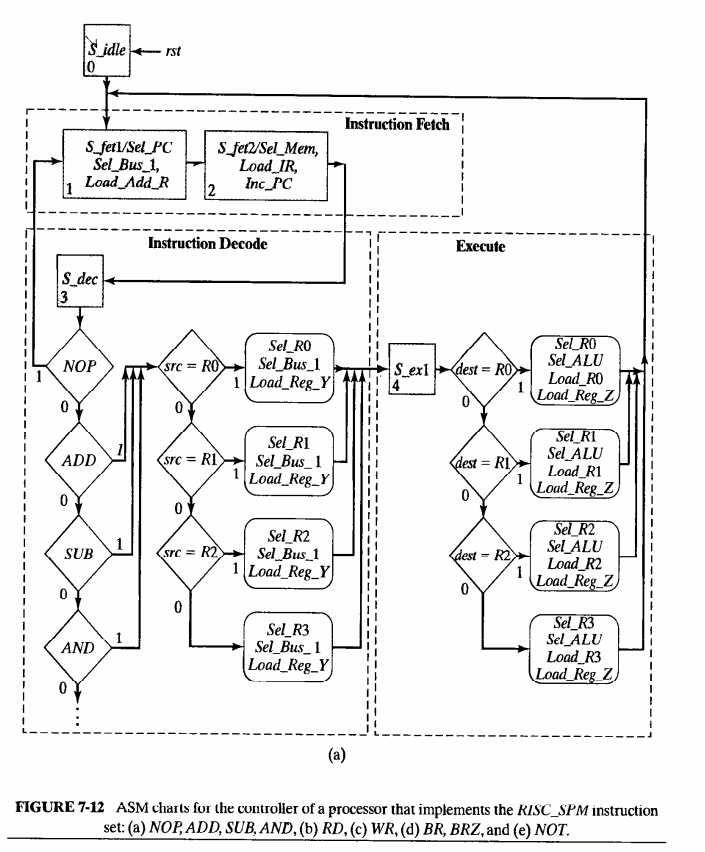 S_idle
0
rst
Instruction Fetch
S_fet1/Sel_PC
Sel_Bus_1,
Load_Add_R
1
S_fet2/Sel_Mem,
Load_IR,
Inc_PC
2
Instruction Decode
S_dec
3
NOP
1
0
ADD
1
0
SUB
1
0
AND
1
0
src = R0
1
0
src = R1
1
0
src = R2
1
0
Sel_R0
Sel_Bus_1
Load_Reg_Y
Sel_R1
Sel_Bus_1
Load_Reg_Y
Sel_R2
Sel_Bus_1
Load_Reg_Y
Sel_R3
Sel_Bus_1
Load_Reg_Y
Execute
S_ex1
4
dest = R0
1
0
dest = R1
1
0
dest = R2
1
0
Sel_R0
Sel_ALU
Load_R0
Load_Reg_Z
Sel_R1
Sel_ALU
Load_R1
Load_Reg_Z
Sel_R2
Sel_ALU
Load_R2
Load_Reg_Z
Sel_R3
Sel_ALU
Load_R3
Load_Reg_Z
(a)
FIGURE 7-12 ASM charts for the controller of a processor that implements the RISC_SPM instruction
set: (a) NOP, ADD, SUB, AND, (b) RD, (c) WR, (d) BR, BRZ, and (e) NOT.